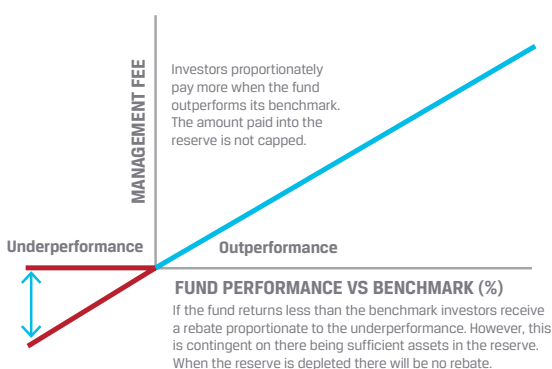 MANAGEMENT FEE
Investors proportionately
pay more when the fund
outperforms its benchmark.
The amount paid into the
reserve is not capped.
Underperformance
Outperformance
FUND PERFORMANCE VS BENCHMARK (%)
If the fund returns less than the benchmark investors receive
a rebate proportionate to the underperformance. However, this
is contingent on there being sufficient assets in the reserve.
When the reserve is depleted there will be no rebate.